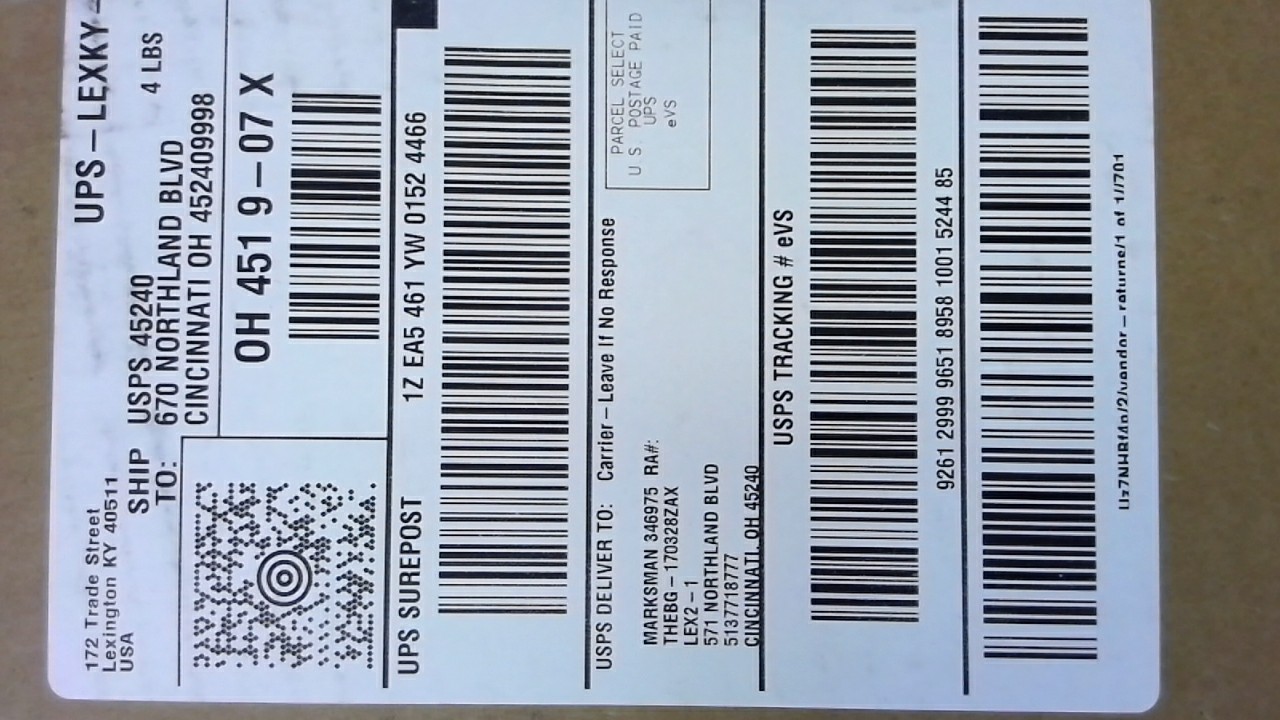 172 Trade Street
Lexington KY 40511
USA
UPS-LEXKY-
4 LBS
SHIP TO:
USPS 45240
670 NORTHLAND BLVD
CINCINNATI OH 452409998
OH 451 9-07 X
UPS SUREPOST
1Z EA5 461 YW 0152 4466
USPS DELIVER TO:
Carrier - Leave If No Response
MARKSMAN 346975 RA#:
THEBG-170328ZAX
LEX2-1
571 NORTHLAND BLVD
5137718777
CINCINNATI, OH 45240
PARCEL SELECT
U S POSTAGE PAID
UPS
eVS
USPS TRACKING # eVS
9261 2999 9651 8958 1001 5244 85